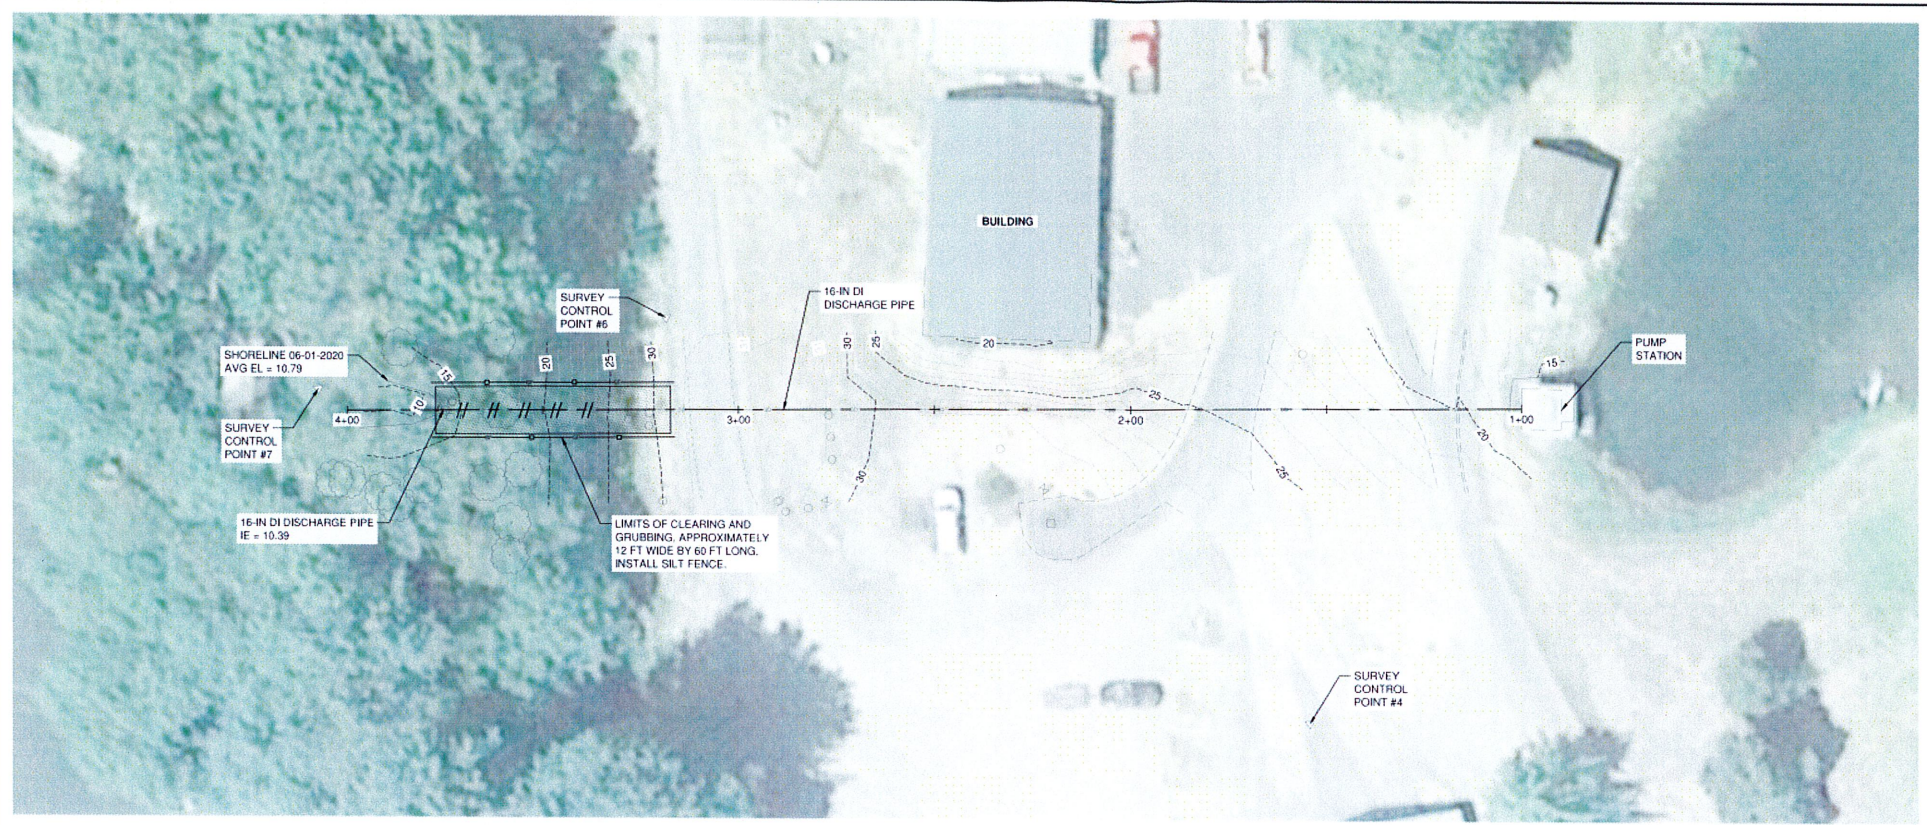 BUILDING
16-IN DI
DISCHARGE PIPE
SURVEY
CONTROL
POINT #6
30
25
20
30
25
20
PUMP
STATION
15
SHORELINE 06-01-2020
AVG EL = 10.79
15
10
4+00
3+00
25
2+00
1+00
20
SURVEY
CONTROL
POINT #7
30
25
16-IN DI DISCHARGE PIPE
IE = 10.39
LIMITS OF CLEARING AND
GRUBBING. APPROXIMATELY
12 FT WIDE BY 60 FT LONG.
INSTALL SILT FENCE.
SURVEY
CONTROL
POINT #4